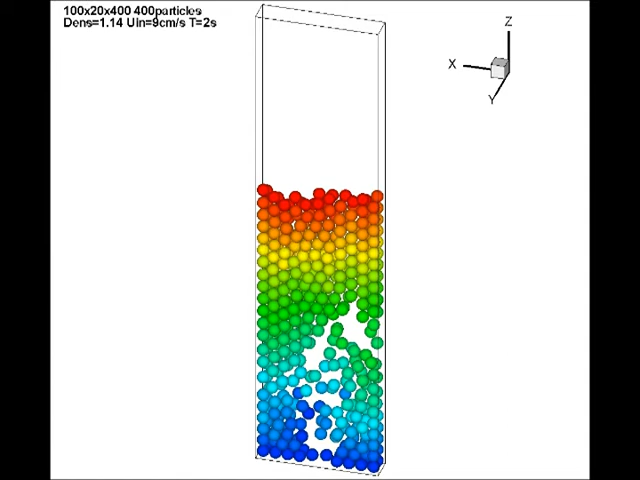 100x20x400 400particles
Dens=1.14 Uin=9cm/s T=2s
Z
X
Y